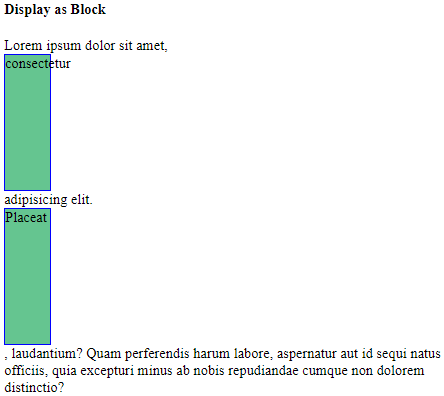 Display as Block
Lorem ipsum dolor sit amet,
consectetur
adipisicing elit.
Placeat
, laudantium? Quam perferendis harum labore, aspernatur aut id sequi natus
officiis, quia excepturi minus ab nobis repudiandae cumque non dolorem
distinctio?